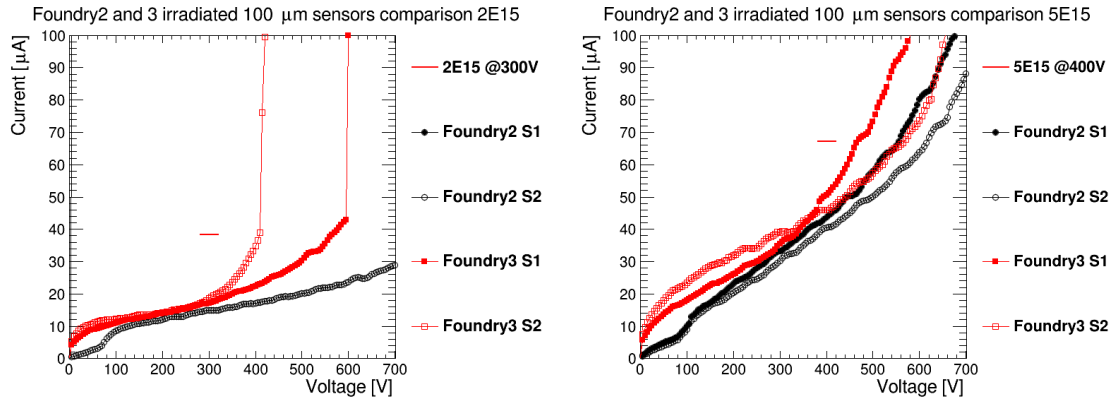 Foundry2 and 3 irradiated 100 μm sensors comparison 2E15
Current [μA]
100
90
80
70
60
50
40
30
20
10
0
0 100 200 300 400 500 600 700
Voltage [V]
2E15 @300V
Foundry2 S1
Foundry2 S2
Foundry3 S1
Foundry3 S2
Foundry2 and 3 irradiated 100 μm sensors comparison 5E15
Current [μA]
100
90
80
70
60
50
40
30
20
10
0
0 100 200 300 400 500 600 700
Voltage [V]
5E15 @400V
Foundry2 S1
Foundry2 S2
Foundry3 S1
Foundry3 S2